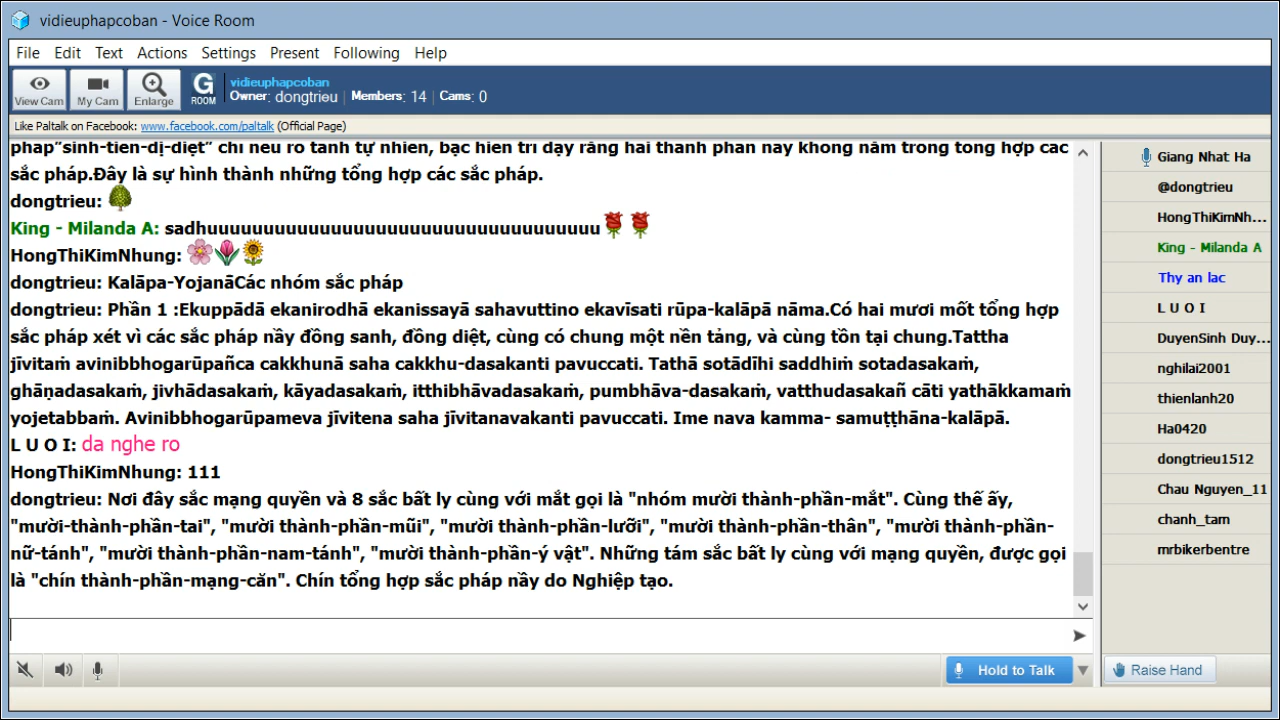 vidieuphapcoban - Voice Room
File Edit Text Actions Settings Present Following Help
View Cam My Cam Enlarge G ROOM
vidieuphapcoban
Owner: dongtrieu | Members: 14 | Cams: 0
Like Paltalk on Facebook: www.facebook.com/paltalk (Official Page)
pháp"sinh-tiến-dị-diệt" chỉ nêu rõ tánh tự nhiên, bậc hiền trí dạy rằng hai thành phần này không nằm trong tổng hợp các
sắc pháp.Đây là sự hình thành những tổng hợp các sắc pháp.
dongtrieu:
King - Milanda A: sadhuuuuuuuuuuuuuuuuuuuuuuuuuuuuuuuuuuu
HongThiKimNhung:
dongtrieu: Kalāpa-YojanāCác nhóm sắc pháp
dongtrieu: Phần 1 :Ekuppādā ekanirodhā ekanissayā sahavuttino ekavīsati rūpa-kalāpā nāma.Có hai mươi mốt tổng hợp
sắc pháp xét vì các sắc pháp nầy đồng sanh, đồng diệt, cùng có chung một nền tảng, và cùng tồn tại chung.Tattha
jīvitaṁ avinibbhogarūpañca cakkhunā saha cakkhu-dasakanti pavuccati. Tathā sotādīhi saddhiṁ sotadasakaṁ,
ghāṇadasakaṁ, jivhādasakaṁ, kāyadasakaṁ, itthibhāvadasakaṁ, pumbhāva-dasakaṁ, vatthudasakañ cāti yathākkamaṁ
yojetabbaṁ. Avinibbhogarūpameva jīvitena saha jīvitanavakanti pavuccati. Ime nava kamma- samuṭṭhāna-kalāpā.
L U O I: da nghe ro
HongThiKimNhung: 111
dongtrieu: Nơi đây sắc mạng quyền và 8 sắc bất ly cùng với mắt gọi là "nhóm mười thành-phần-mắt". Cùng thế ấy,
"mười-thành-phần-tai", "mười thành-phần-mũi", "mười thành-phần-lưỡi", "mười thành-phần-thân", "mười thành-phần-
nữ-tánh", "mười thành-phần-nam-tánh", "mười thành-phần-ý vật". Những tám sắc bất ly cùng với mạng quyền, được gọi
là "chín thành-phần-mạng-căn". Chín tổng hợp sắc pháp nầy do Nghiệp tạo.
Hold to Talk
Giang Nhat Ha
@dongtrieu
HongThiKimNh...
King - Milanda A
Thy an lac
L U O I
DuyenSinh Duy...
nghilai2001
thienlanh20
Ha0420
dongtrieu1512
Chau Nguyen_11
chanh_tam
mrbikerbentre
Raise Hand